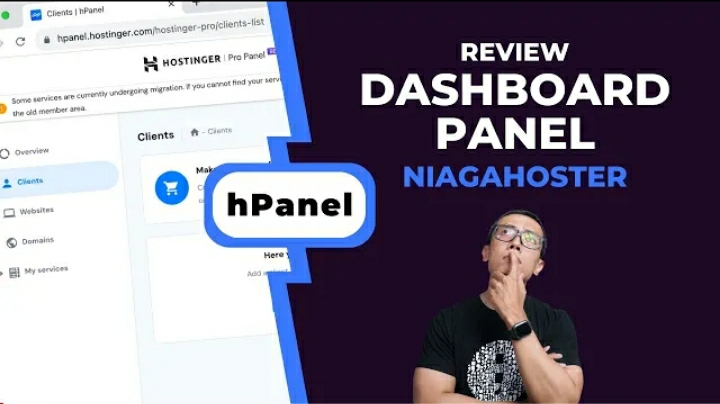 Clients | hPanel
hpanel.hostinger.com/hostinger-pro/clients-list
HOSTINGER | Pro Panel
Some services are currently undergoing migration. If you cannot find your
the old member area.
Overview
Clients
Websites
Domains
My services
Clients
- Clients
Here
hPanel
REVIEW
DASHBOARD
PANEL
NIAGAHOSTER